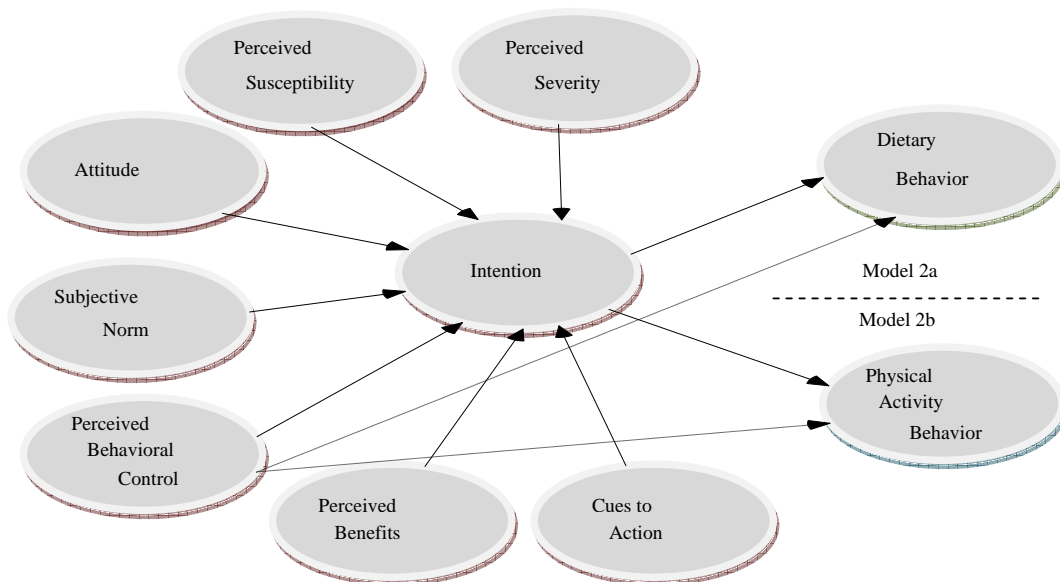 Perceived
Susceptibility
Perceived
Severity
Attitude
Dietary
Behavior
Subjective
Norm
Intention
Model 2a
Model 2b
Perceived
Behavioral
Control
Physical
Activity
Behavior
Perceived
Benefits
Cues to
Action